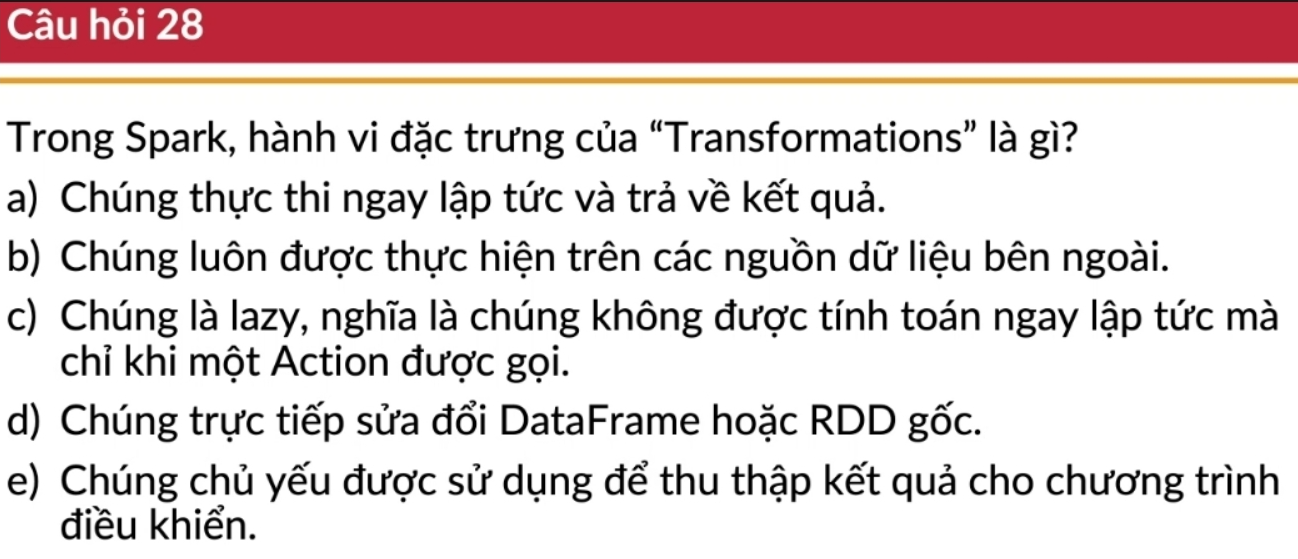 Câu hỏi 28
Trong Spark, hành vi đặc trưng của “Transformations” là gì?
a) Chúng thực thi ngay lập tức và trả về kết quả.
b) Chúng luôn được thực hiện trên các nguồn dữ liệu bên ngoài.
c) Chúng là lazy, nghĩa là chúng không được tính toán ngay lập tức mà
chỉ khi một Action được gọi.
d) Chúng trực tiếp sửa đổi DataFrame hoặc RDD gốc.
e) Chúng chủ yếu được sử dụng để thu thập kết quả cho chương trình
điều khiển.